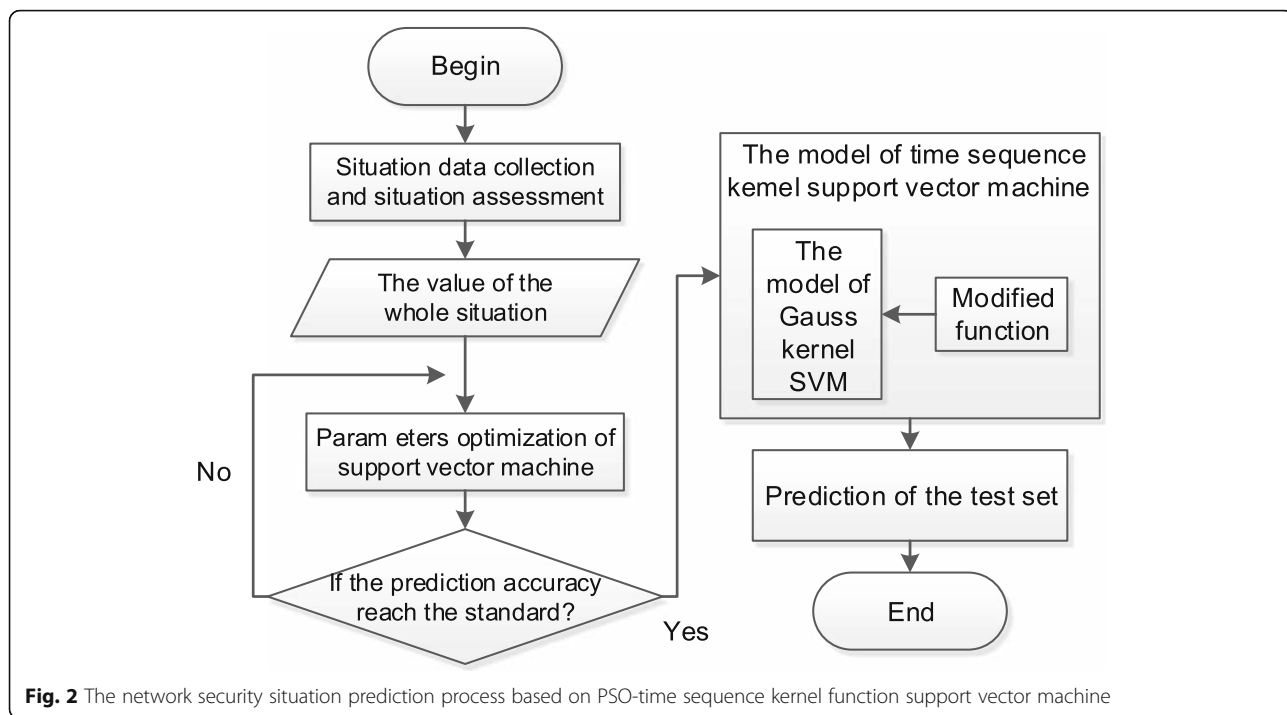 Begin
Situation data collection
and situation assessment
The value of the
whole situation
Param eters optimization of
support vector machine
No
If the prediction accuracy
reach the standard?
Yes
The model of time sequence
kernel support vector machine
The
model of
Gauss
kernel
SVM
Modified
function
Prediction of the test set
End
Fig. 2 The network security situation prediction process based on PSO-time sequence kernel function support vector machine